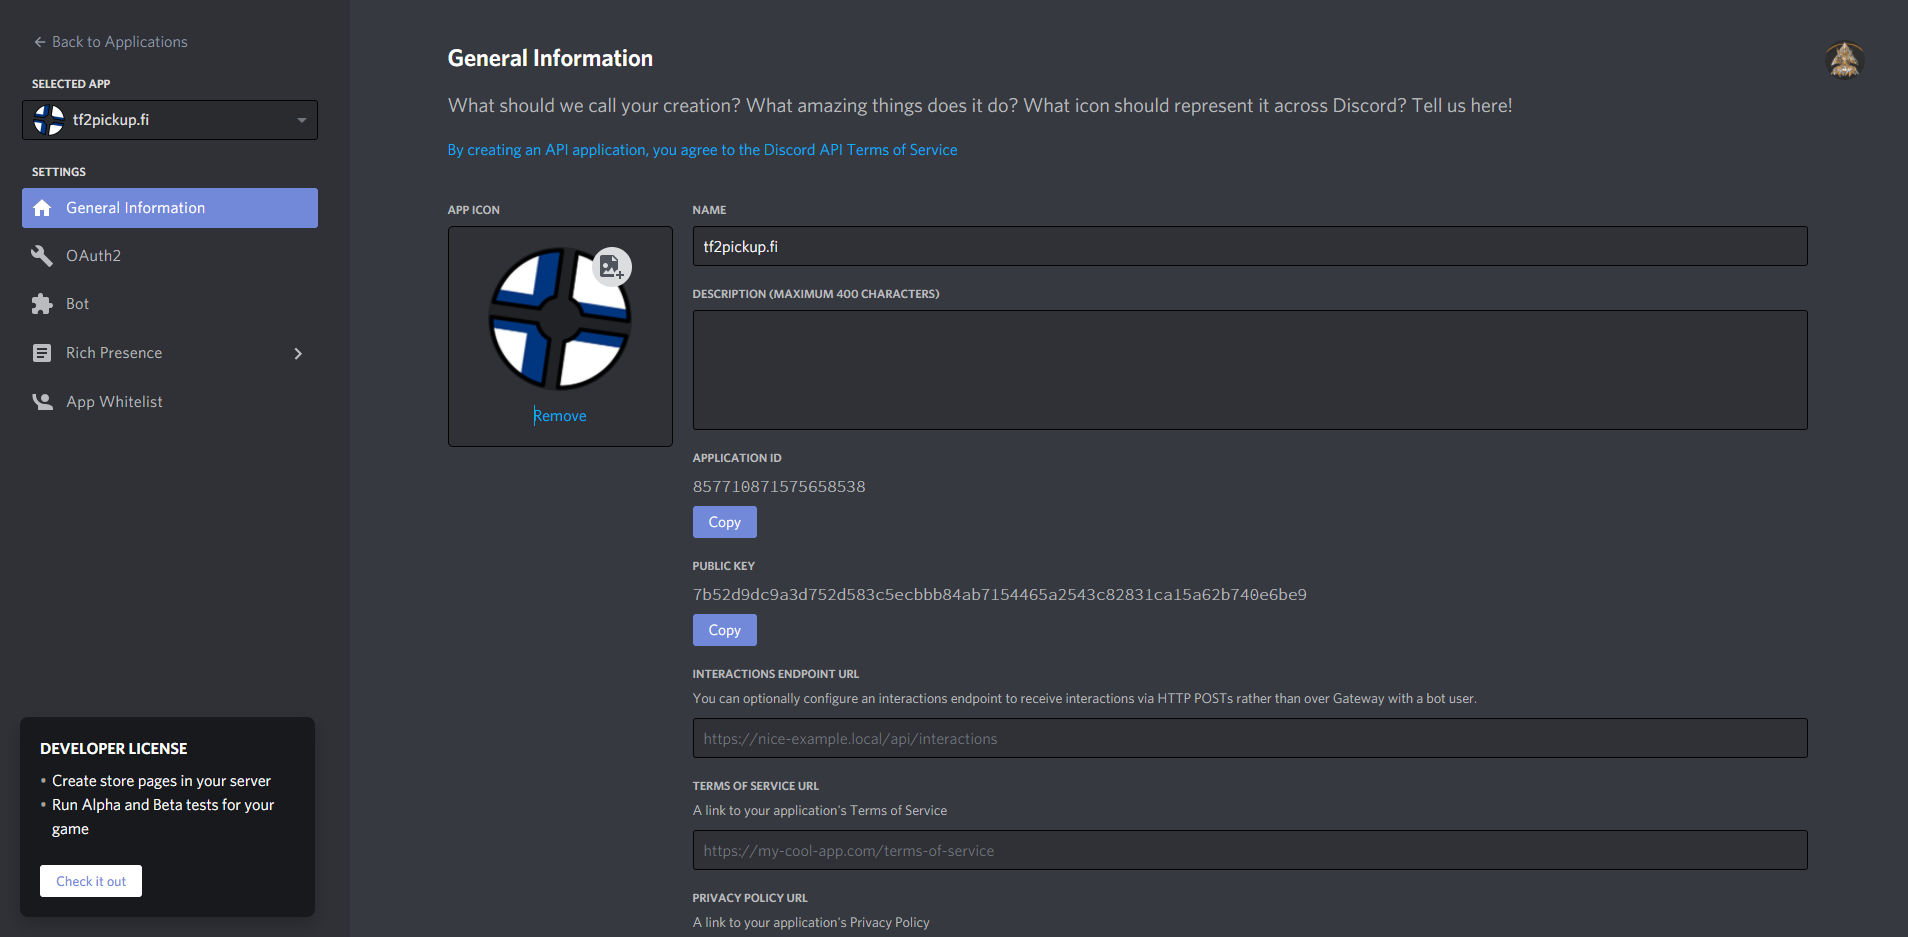 Back to Applications
SELECTED APP
tf2pickup.fi
SETTINGS
General Information
OAuth2
Bot
Rich Presence
App Whitelist
DEVELOPER LICENSE
• Create store pages in your server
• Run Alpha and Beta tests for your
game
Check it out
General Information
What should we call your creation? What amazing things does it do? What icon should represent it across Discord? Tell us here!
By creating an API application, you agree to the Discord API Terms of Service
APP ICON
Remove
NAME
tf2pickup.fi
DESCRIPTION (MAXIMUM 400 CHARACTERS)
APPLICATION ID
857710871575658538
Copy
PUBLIC KEY
7b52d9dc9a3d752d583c5ecbbb84ab7154465a2543c82831ca15a62b740e6be9
Copy
INTERACTIONS ENDPOINT URL
You can optionally configure an interactions endpoint to receive interactions via HTTP POSTs rather than over Gateway with a bot user.
https://nice-example.local/api/interactions
TERMS OF SERVICE URL
A link to your application's Terms of Service
https://my-cool-app.com/terms-of-service
PRIVACY POLICY URL
A link to your application's Privacy Policy